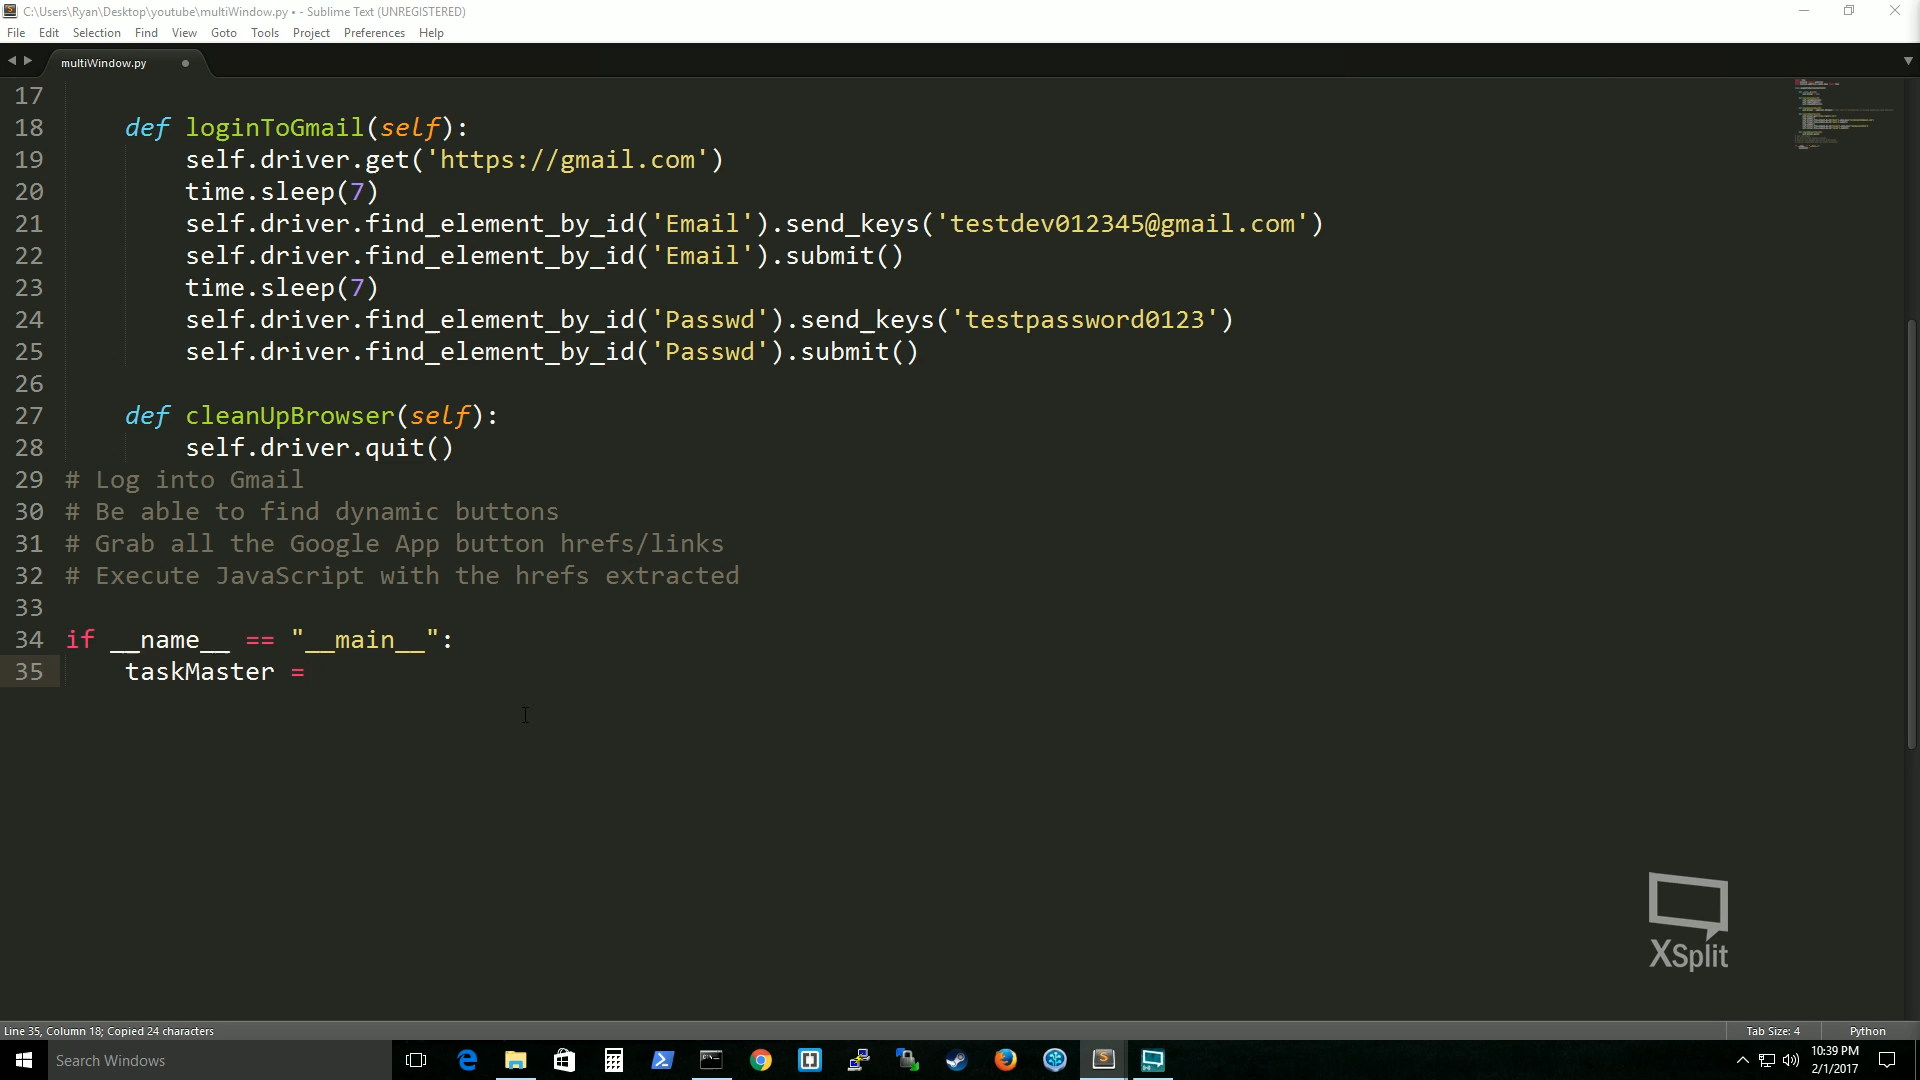 C:\Users\Ryan\Desktop\youtube\multiWindow.py • - Sublime Text (UNREGISTERED)
File Edit Selection Find View Goto Tools Project Preferences Help
multiWindow.py
17
18 def loginToGmail(self):
19 self.driver.get('https://gmail.com')
20 time.sleep(7)
21 self.driver.find_element_by_id('Email').send_keys('testdev012345@gmail.com')
22 self.driver.find_element_by_id('Email').submit()
23 time.sleep(7)
24 self.driver.find_element_by_id('Passwd').send_keys('testpassword0123')
25 self.driver.find_element_by_id('Passwd').submit()
26
27 def cleanUpBrowser(self):
28 self.driver.quit()
29 # Log into Gmail
30 # Be able to find dynamic buttons
31 # Grab all the Google App button hrefs/links
32 # Execute JavaScript with the hrefs extracted
33
34 if __name__ == "__main__":
35 taskMaster =
XSplit
Line 35, Column 18; Copied 24 characters
Tab Size: 4
Python
Search Windows
10:39 PM
2/1/2017